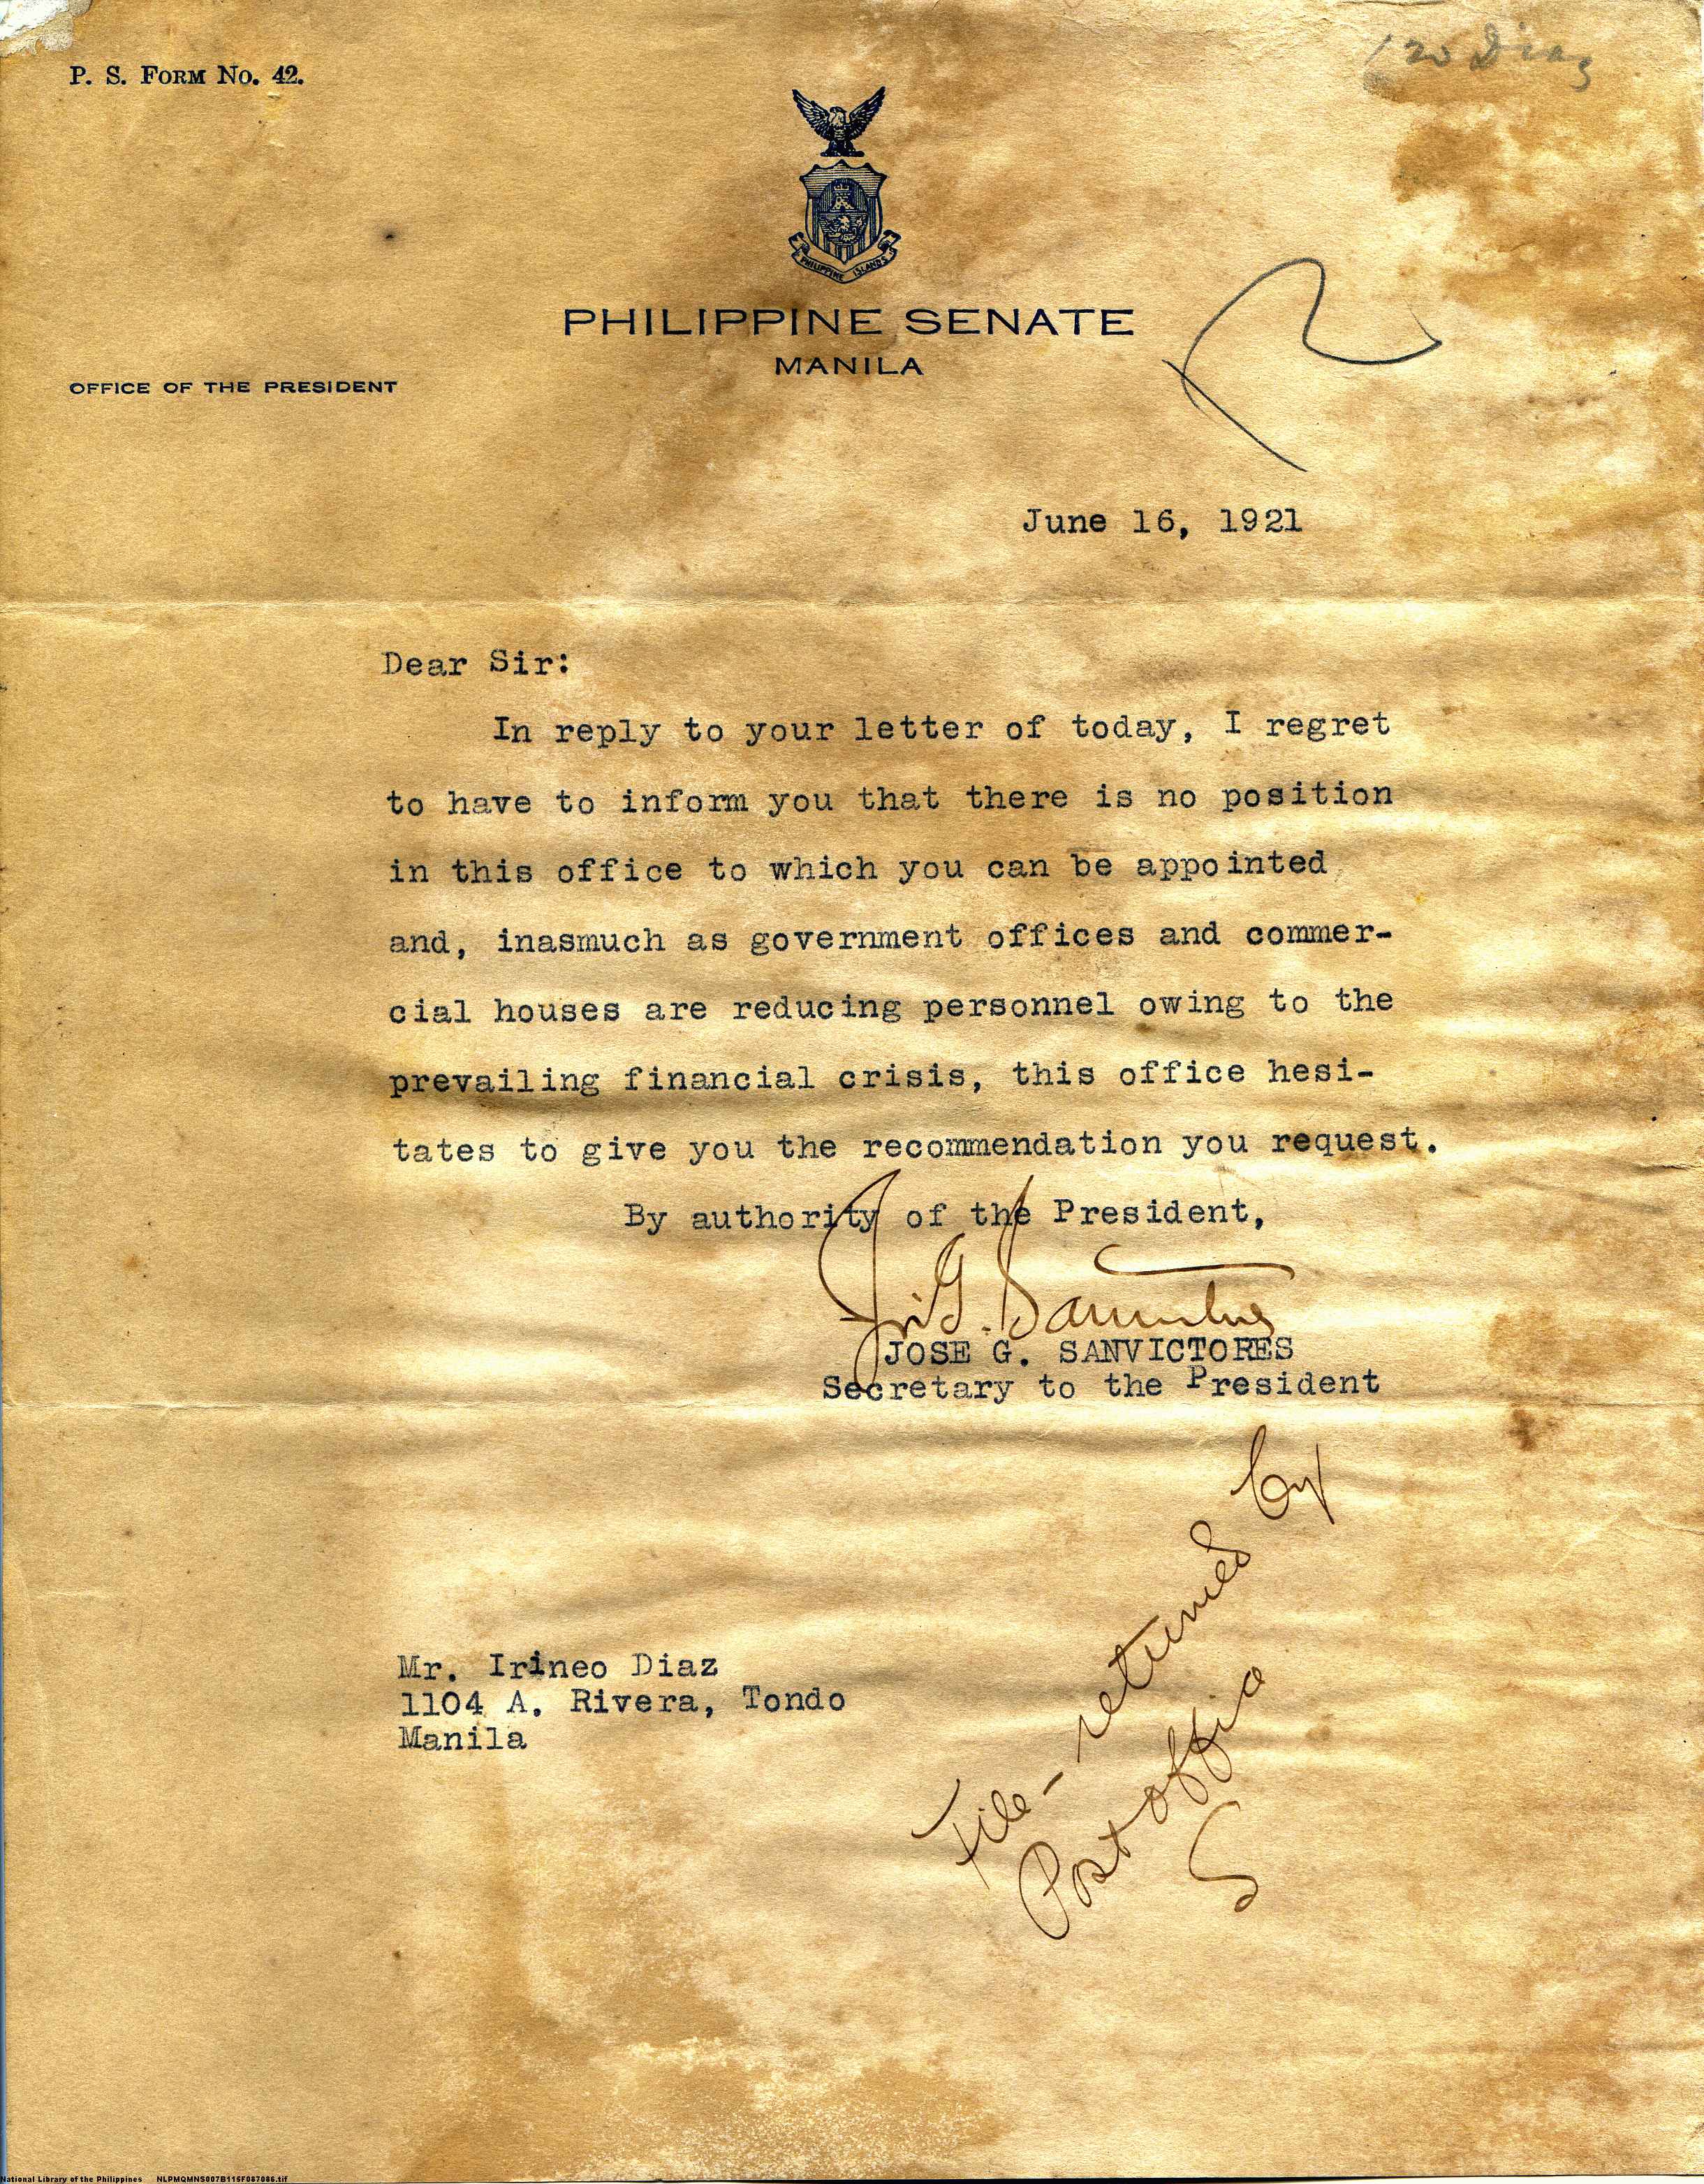 P. S. FORM No. 42.
Diaz
PHILIPPINE ISLANDS
PHILIPPINE SENATE
MANILA
OFFICE OF THE PRESIDENT
June 16, 1921
Dear Sir:
In reply to your letter of today, I regret
to have to inform you that there is no position
in this office to which you can be appointed
and, inasmuch as government offices and commer-
cial houses are reducing personnel owing to the
prevailing financial crisis, this office hesi-
tates to give you the recommendation you request.
By authority of the President,
JOSE G. SANVICTORES
Secretary to the President
Mr. Irineo Diaz
1104 A. Rivera, Tondo
Manila
File - returned by
Post office
S
National Library of the Philippines NLPMQMNS007B115F087086.tif